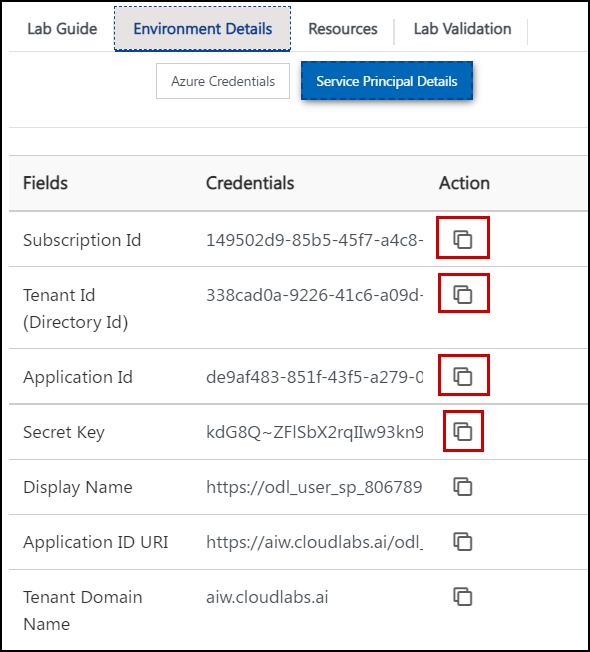 Lab Guide Environment Details Resources Lab Validation
Azure Credentials Service Principal Details
Fields Credentials Action
Subscription Id 149502d9-85b5-45f7-a4c8-
Tenant Id 338cad0a-9226-41c6-a09d-
(Directory Id)
Application Id de9af483-851f-43f5-a279-0
Secret Key kdG8Q~ZFlSbX2rqIIw93kn9
Display Name https://odl_user_sp_806789
Application ID URI https://aiw.cloudlabs.ai/odl_
Tenant Domain aiw.cloudlabs.ai
Name